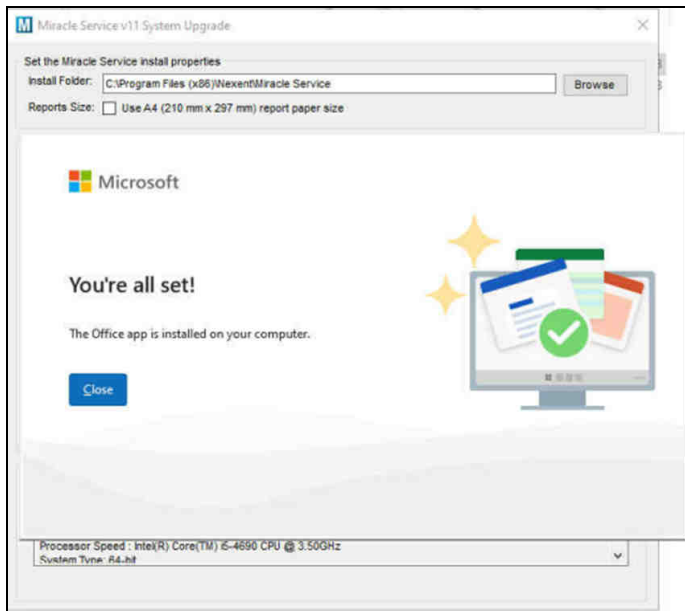 Miracle Service v11 System Upgrade
Set the Miracle Service install properties
Install Folder: C:\Program Files (x86)\Nexent\Miracle Service Browse
Reports Size: Use A4 (210 mm x 297 mm) report paper size
Microsoft
You're all set!
The Office app is installed on your computer.
Close
Processor Speed : Intel(R) Core(TM) i5-4690 CPU @ 3.50GHz
System Type: 64-bit